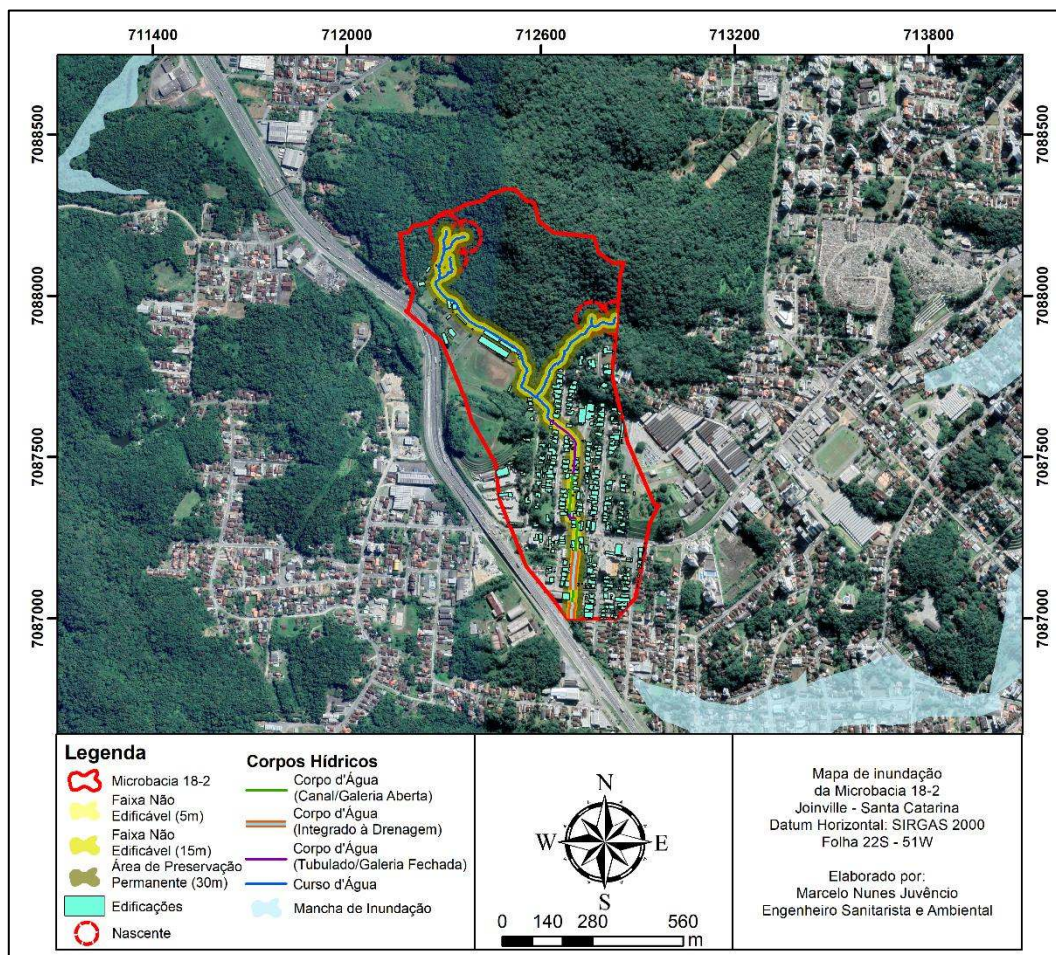 711400
712000
712600
713200
713800
7088500
7088500
7088000
7088000
7087500
7087500
7087000
7087000
Legenda
Microbacia 18-2
Faixa Não
Edificável (5m)
Faixa Não
Edificável (15m)
Área de Preservação
Permanente (30m)
Edificações
Nascente
Corpos Hídricos
Corpo d'Água
(Canal/Galeria Aberta)
Corpo d'Água
(Integrado à Drenagem)
Corpo d'Água
(Tubulado/Galeria Fechada)
Curso d'Água
Mancha de Inundação
N
W E
S
0 140 280 560
m
Mapa de inundação
da Microbacia 18-2
Joinville - Santa Catarina
Datum Horizontal: SIRGAS 2000
Folha 22S - 51W
Elaborado por:
Marcelo Nunes Juvêncio
Engenheiro Sanitarista e Ambiental